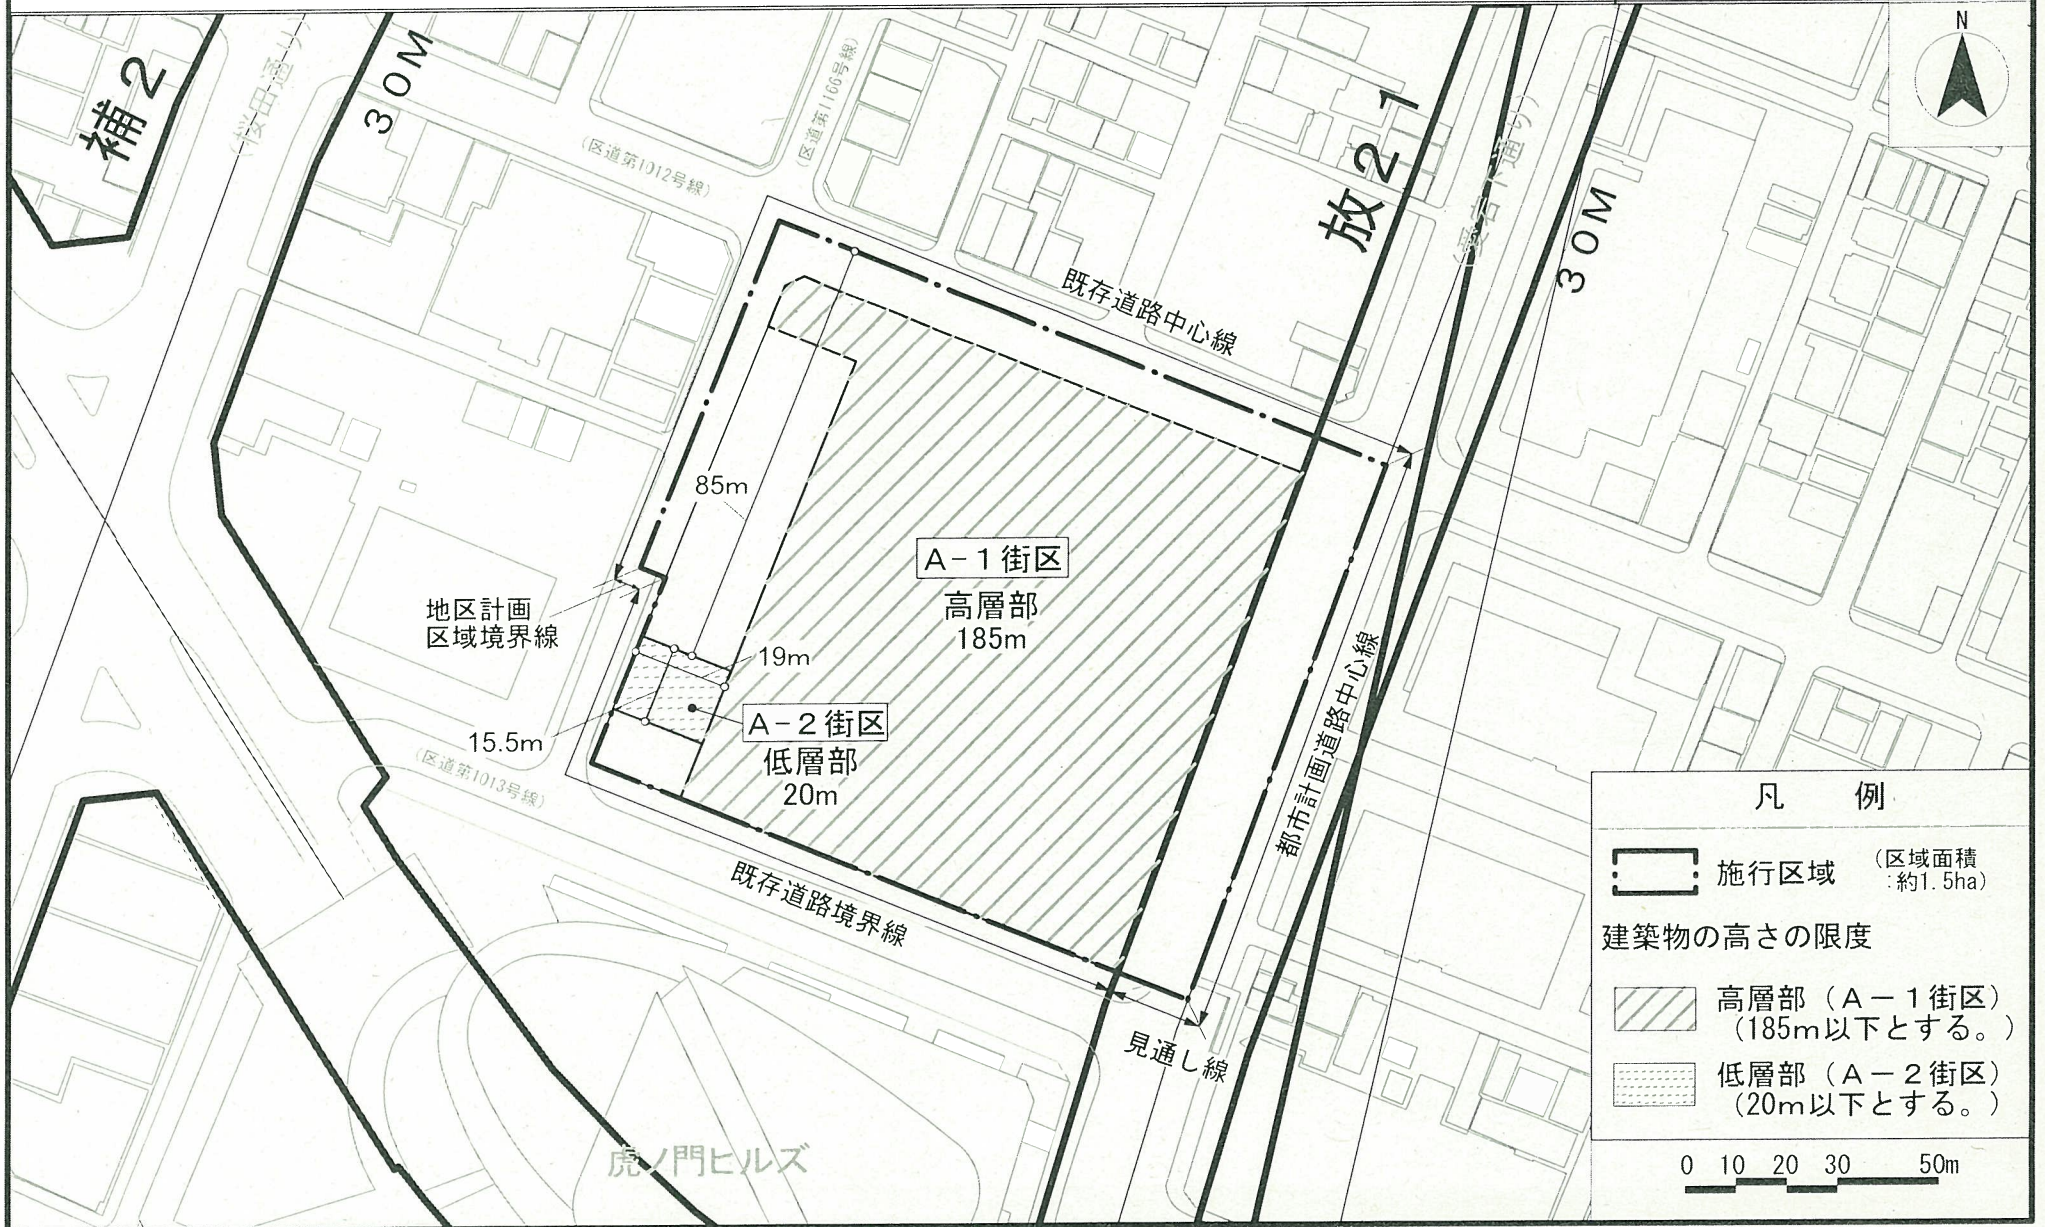 補2
(桜田通り)
30M
(区道第1012号線)
(区道第1166号線)
放21
(愛宕下通り)
30M
N
既存道路中心線
85m
A-1街区
高層部
185m
地区計画
区域境界線
19m
15.5m
A-2街区
低層部
20m
(区道第1013号線)
都市計画道路中心線
既存道路境界線
見通し線
虎ノ門ヒルズ
凡 例
施行区域 (区域面積
:約1.5ha)
建築物の高さの限度
高層部(A-1街区)
(185m以下とする。)
低層部(A-2街区)
(20m以下とする。)
0 10 20 30 50m